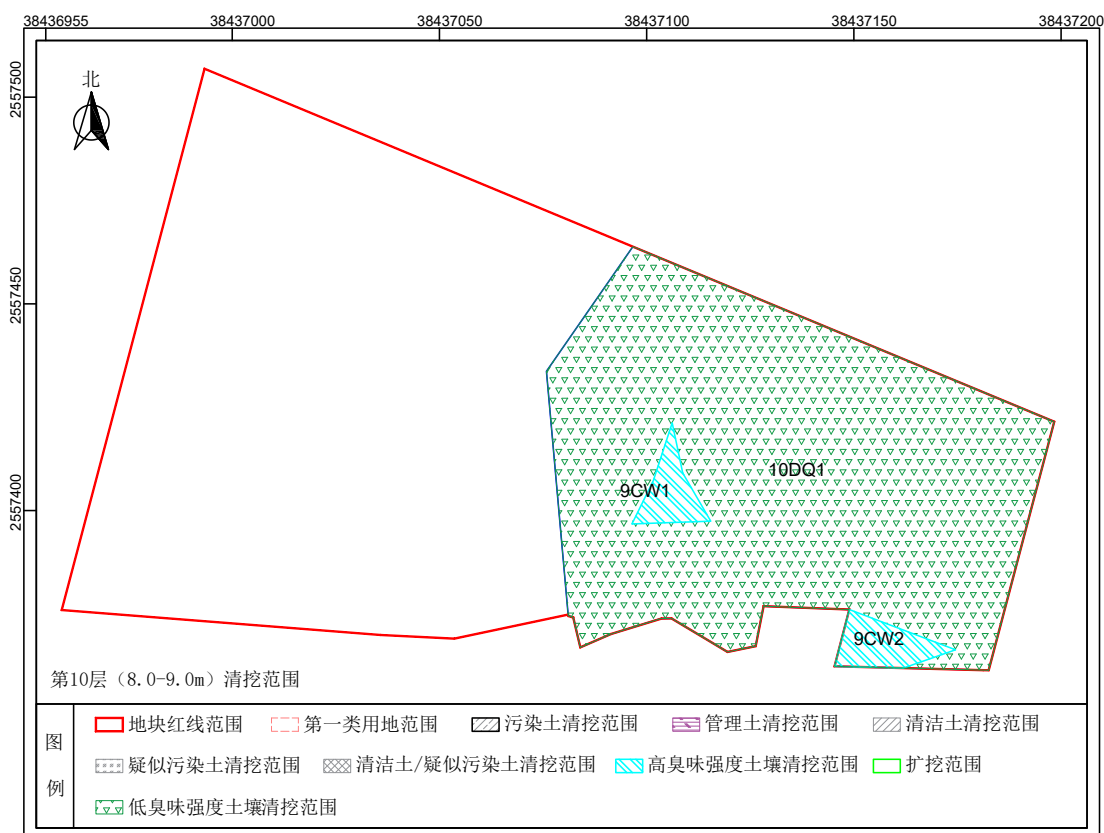 38436955 38437000 38437050 38437100 38437150 38437200
2557500
2557450
2557400
北
10DQ1
9CW1
9CW2
第10层（8.0-9.0m）清挖范围
图例
地块红线范围 第一类用地范围 污染土清挖范围 管理土清挖范围 清洁土清挖范围
疑似污染土清挖范围 清洁土/疑似污染土清挖范围 高臭味强度土壤清挖范围 扩挖范围
低臭味强度土壤清挖范围